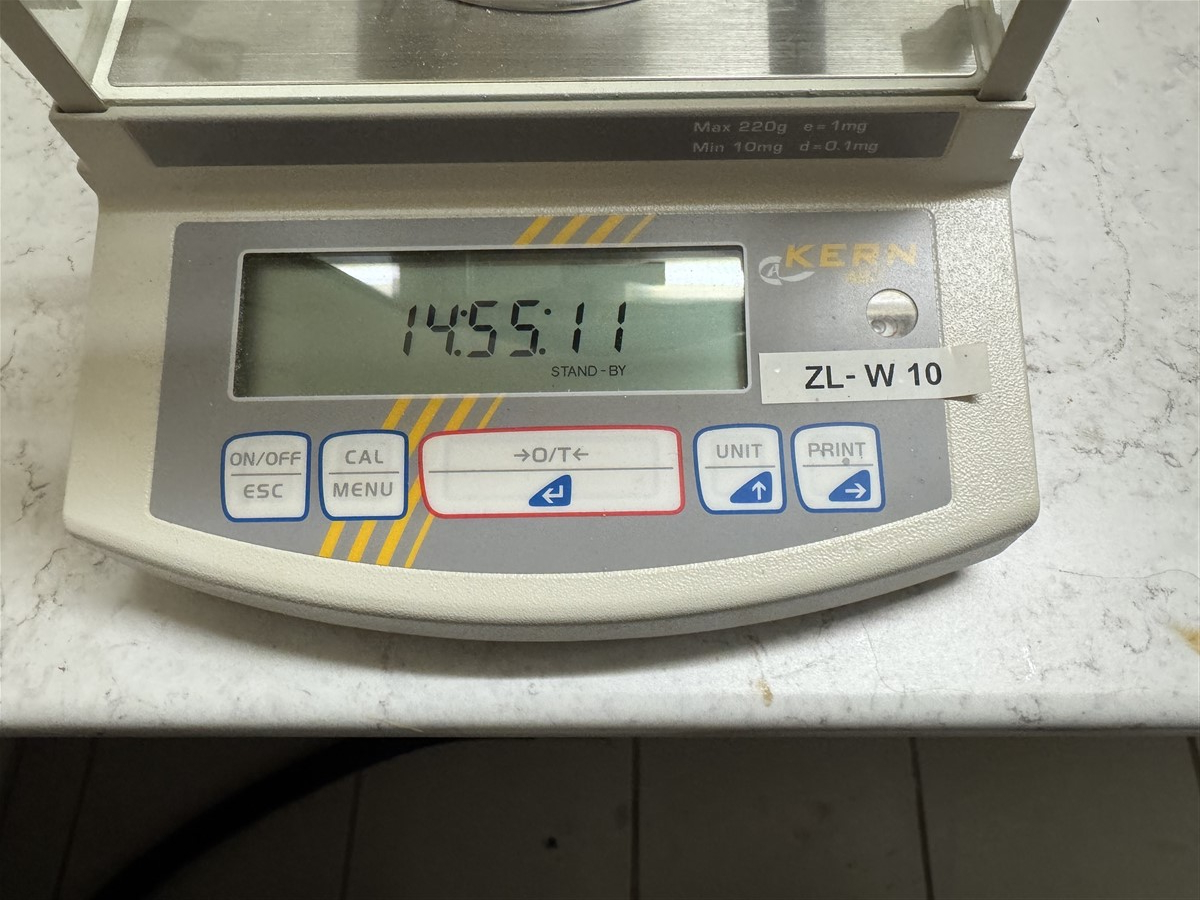 Max 220g e=1mg
Min 10mg d=0.1mg
KERN
14:55:11
STAND-BY
ZL- W 10
ON/OFF
ESC
CAL
MENU
→O/T←
UNIT
PRINT